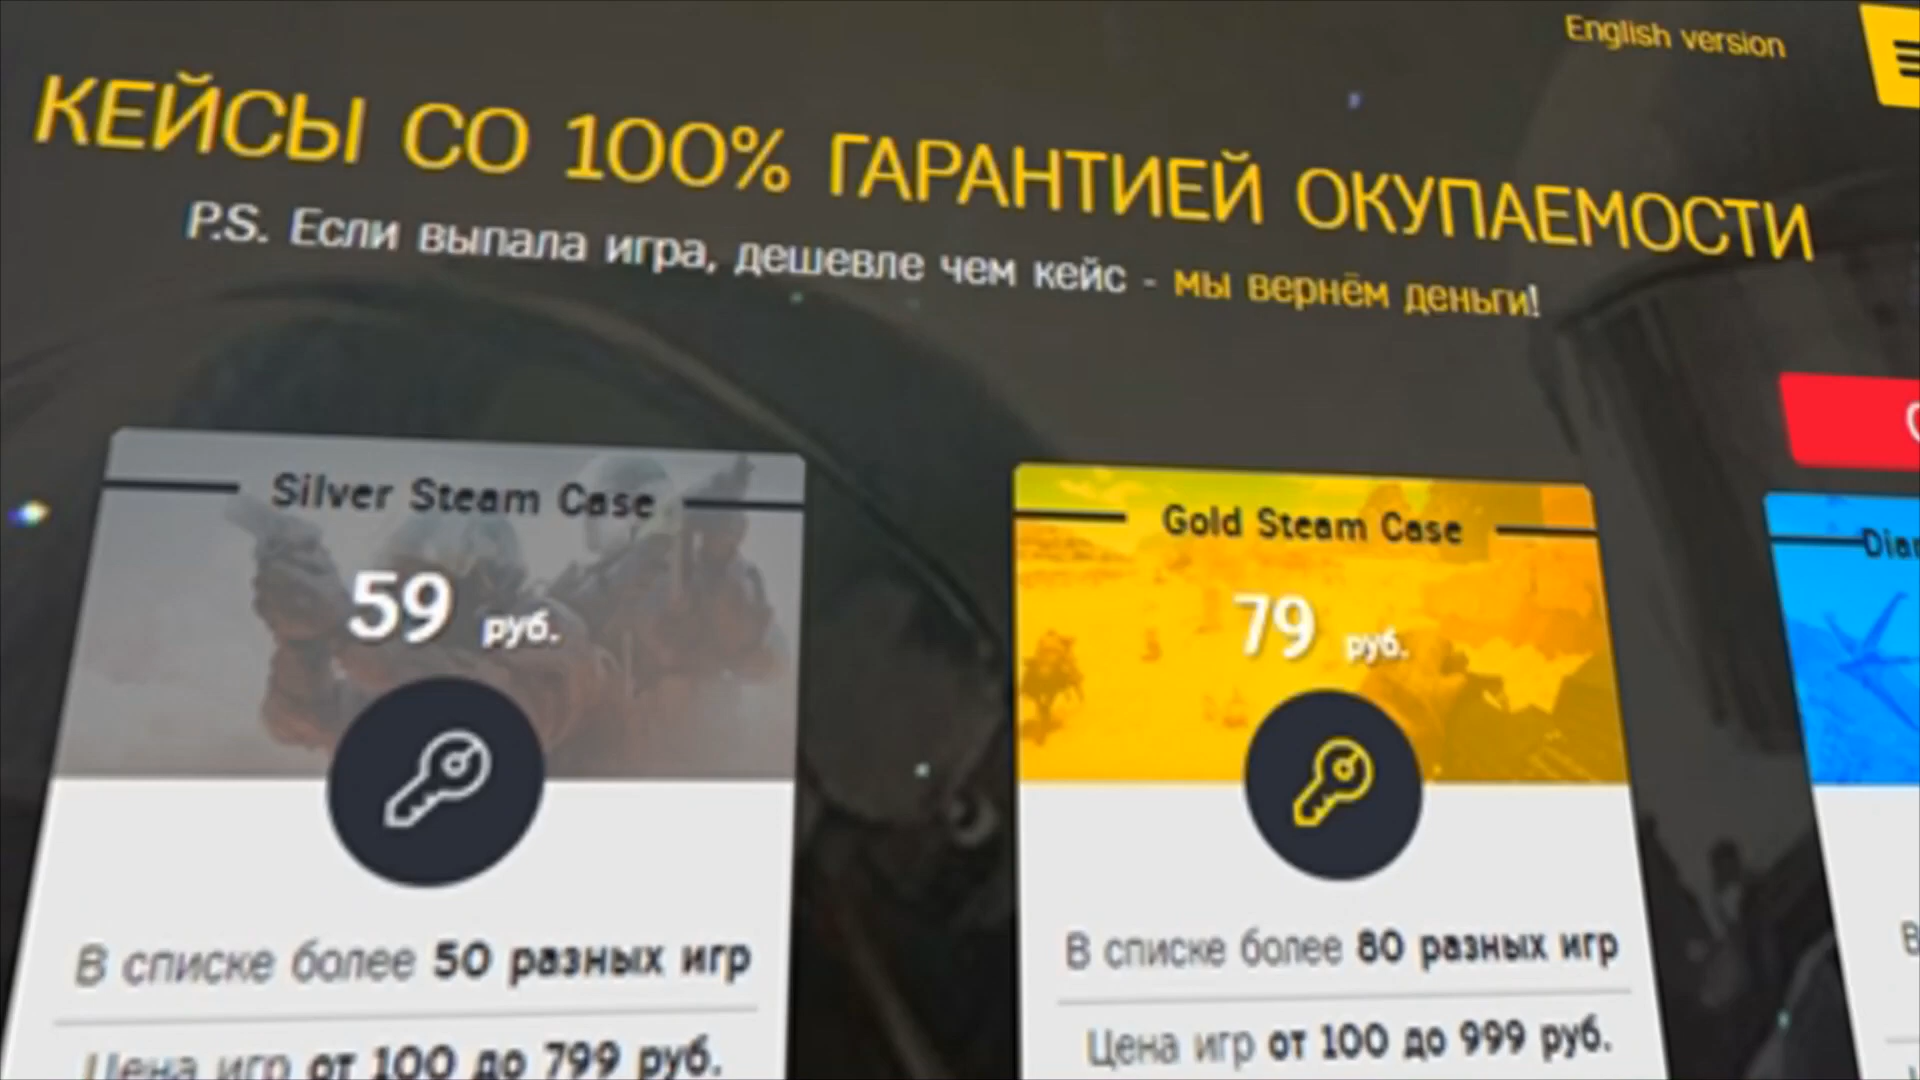 English version
КЕЙСЫ СО 100% ГАРАНТИЕЙ ОКУПАЕМОСТИ
P.S. Если выпала игра, дешевле чем кейс - мы вернём деньги!
Silver Steam Case
59 руб.
В списке более 50 разных игр
Цена игр от 100 до 799 руб.
Gold Steam Case
79 руб.
В списке более 80 разных игр
Цена игр от 100 до 999 руб.